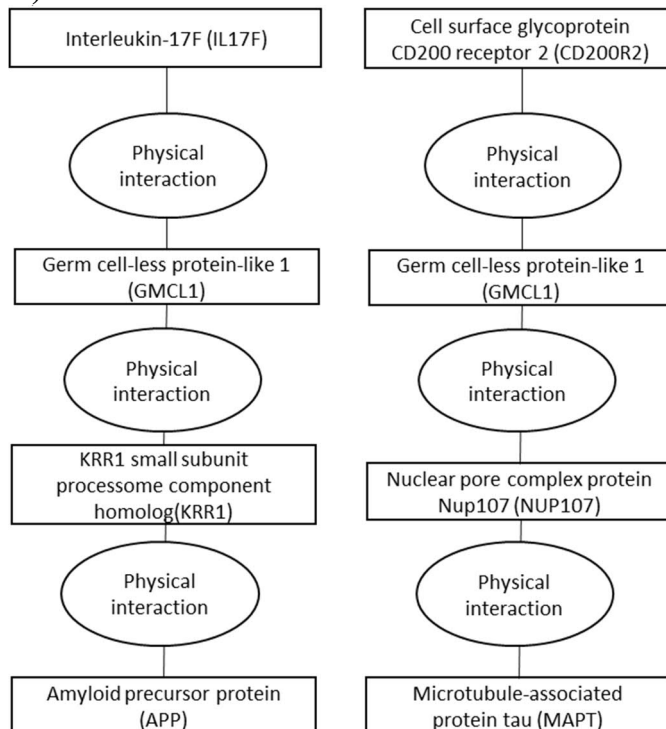 Interleukin-17F (IL17F)
Physical
interaction
Germ cell-less protein-like 1
(GMCL1)
Physical
interaction
KRR1 small subunit
processome component
homolog(KRR1)
Physical
interaction
Amyloid precursor protein
(APP)
Cell surface glycoprotein
CD200 receptor 2 (CD200R2)
Physical
interaction
Germ cell-less protein-like 1
(GMCL1)
Physical
interaction
Nuclear pore complex protein
Nup107 (NUP107)
Physical
interaction
Microtubule-associated
protein tau (MAPT)